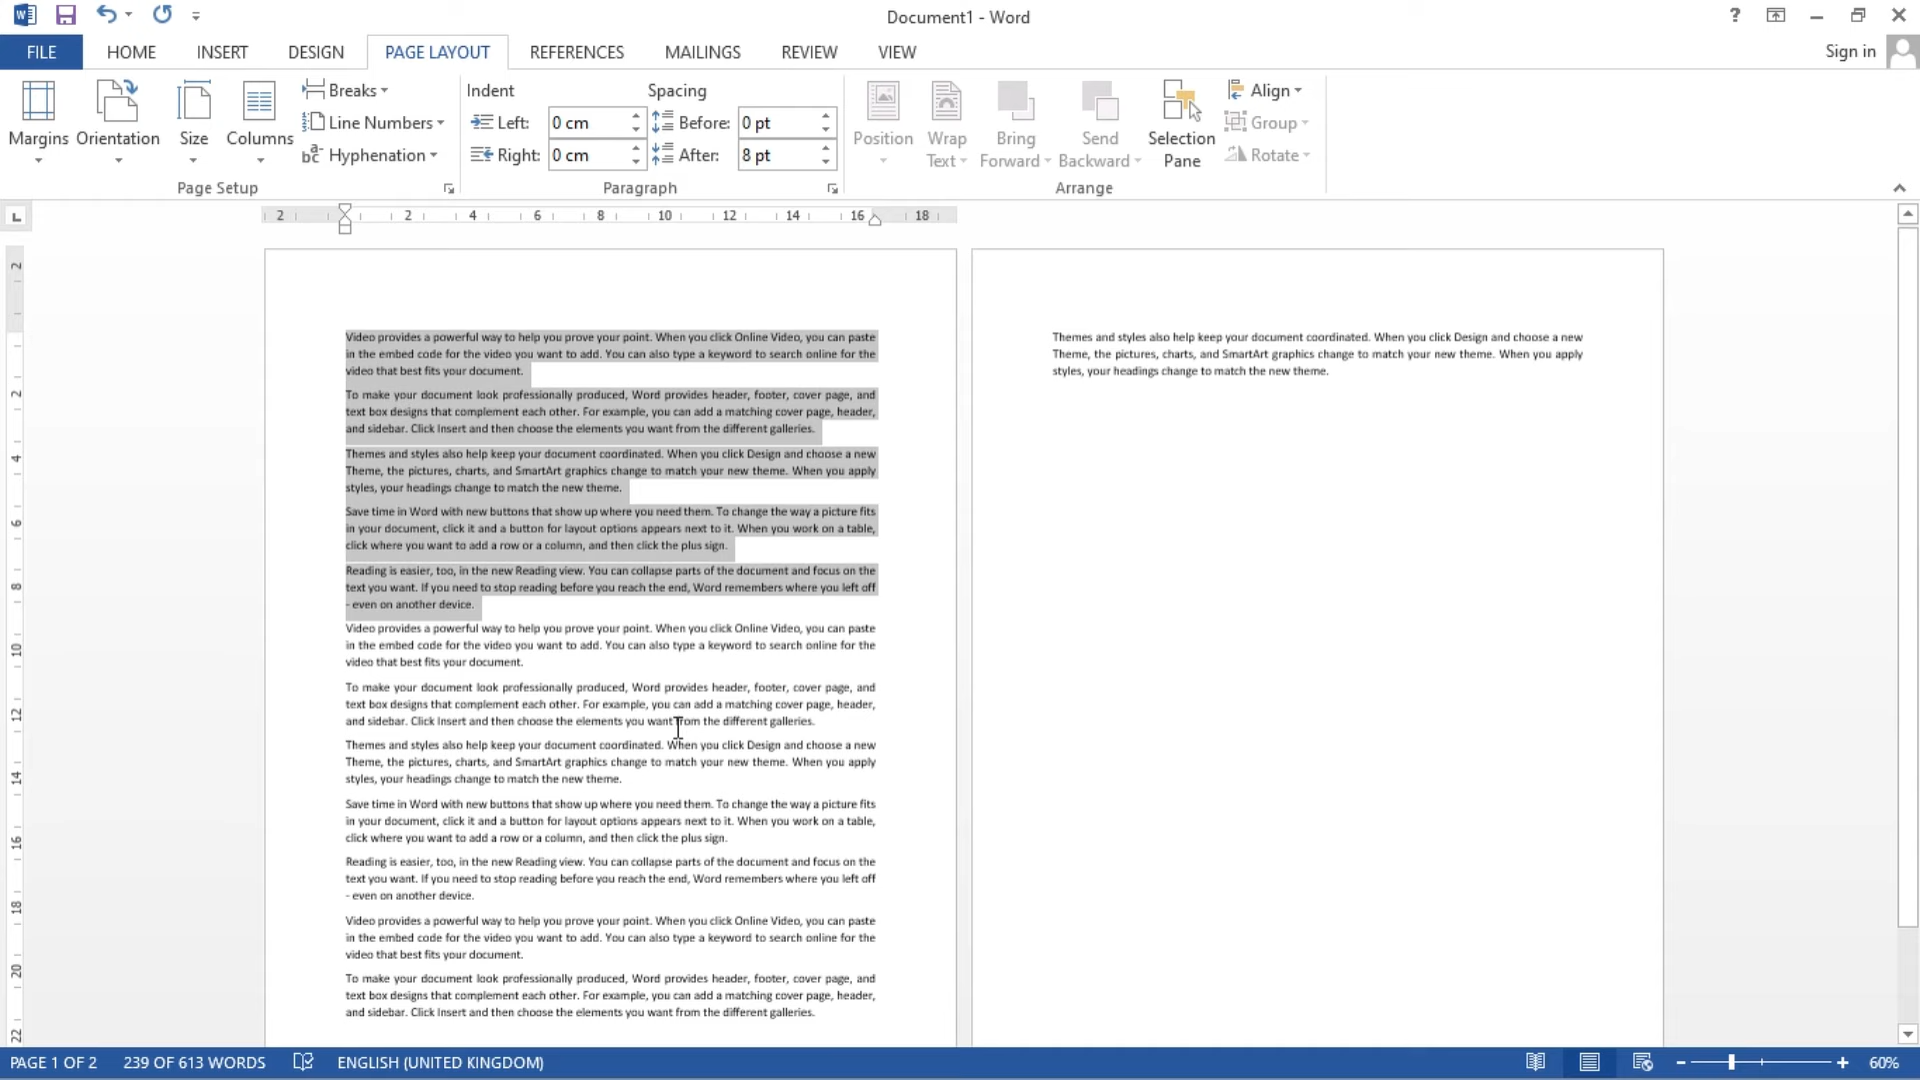 Document1 - Word
?
FILE HOME INSERT DESIGN PAGE LAYOUT REFERENCES MAILINGS REVIEW VIEW
Sign in
Margins
Orientation
Size
Columns
Breaks
Line Numbers
Hyphenation
Page Setup
Indent
Left: 0 cm
Right: 0 cm
Spacing
Before: 0 pt
After: 8 pt
Paragraph
Position
Wrap
Text
Bring
Forward
Send
Backward
Selection
Pane
Align
Group
Rotate
Arrange
L
2 2 4 6 8 10 12 14 16 18
2
2
4
6
8
10
12
14
16
18
20
22
Video provides a powerful way to help you prove your point. When you click Online Video, you can paste
in the embed code for the video you want to add. You can also type a keyword to search online for the
video that best fits your document.
To make your document look professionally produced, Word provides header, footer, cover page, and
text box designs that complement each other. For example, you can add a matching cover page, header,
and sidebar. Click Insert and then choose the elements you want from the different galleries.
Themes and styles also help keep your document coordinated. When you click Design and choose a new
Theme, the pictures, charts, and SmartArt graphics change to match your new theme. When you apply
styles, your headings change to match the new theme.
Save time in Word with new buttons that show up where you need them. To change the way a picture fits
in your document, click it and a button for layout options appears next to it. When you work on a table,
click where you want to add a row or a column, and then click the plus sign.
Reading is easier, too, in the new Reading view. You can collapse parts of the document and focus on the
text you want. If you need to stop reading before you reach the end, Word remembers where you left off
- even on another device.
Video provides a powerful way to help you prove your point. When you click Online Video, you can paste
in the embed code for the video you want to add. You can also type a keyword to search online for the
video that best fits your document.
To make your document look professionally produced, Word provides header, footer, cover page, and
text box designs that complement each other. For example, you can add a matching cover page, header,
and sidebar. Click Insert and then choose the elements you want from the different galleries.
Themes and styles also help keep your document coordinated. When you click Design and choose a new
Theme, the pictures, charts, and SmartArt graphics change to match your new theme. When you apply
styles, your headings change to match the new theme.
Save time in Word with new buttons that show up where you need them. To change the way a picture fits
in your document, click it and a button for layout options appears next to it. When you work on a table,
click where you want to add a row or a column, and then click the plus sign.
Reading is easier, too, in the new Reading view. You can collapse parts of the document and focus on the
text you want. If you need to stop reading before you reach the end, Word remembers where you left off
- even on another device.
Video provides a powerful way to help you prove your point. When you click Online Video, you can paste
in the embed code for the video you want to add. You can also type a keyword to search online for the
video that best fits your document.
To make your document look professionally produced, Word provides header, footer, cover page, and
text box designs that complement each other. For example, you can add a matching cover page, header,
and sidebar. Click Insert and then choose the elements you want from the different galleries.
Themes and styles also help keep your document coordinated. When you click Design and choose a new
Theme, the pictures, charts, and SmartArt graphics change to match your new theme. When you apply
styles, your headings change to match the new theme.
PAGE 1 OF 2 239 OF 613 WORDS ENGLISH (UNITED KINGDOM) 60%